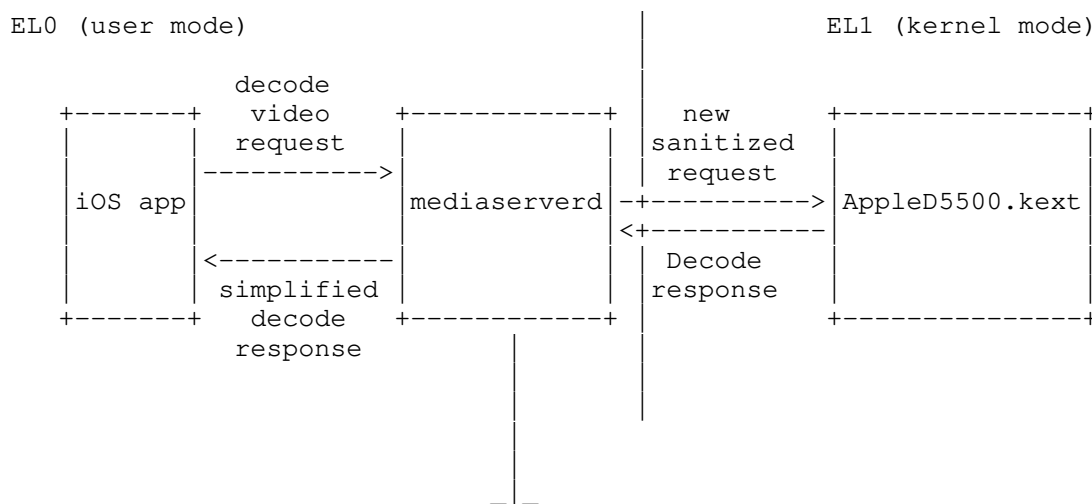 EL0 (user mode) EL1 (kernel mode)
decode
video new
request sanitized
request
iOS app mediaserverd AppleD5500.kext
Decode
simplified response
decode
response